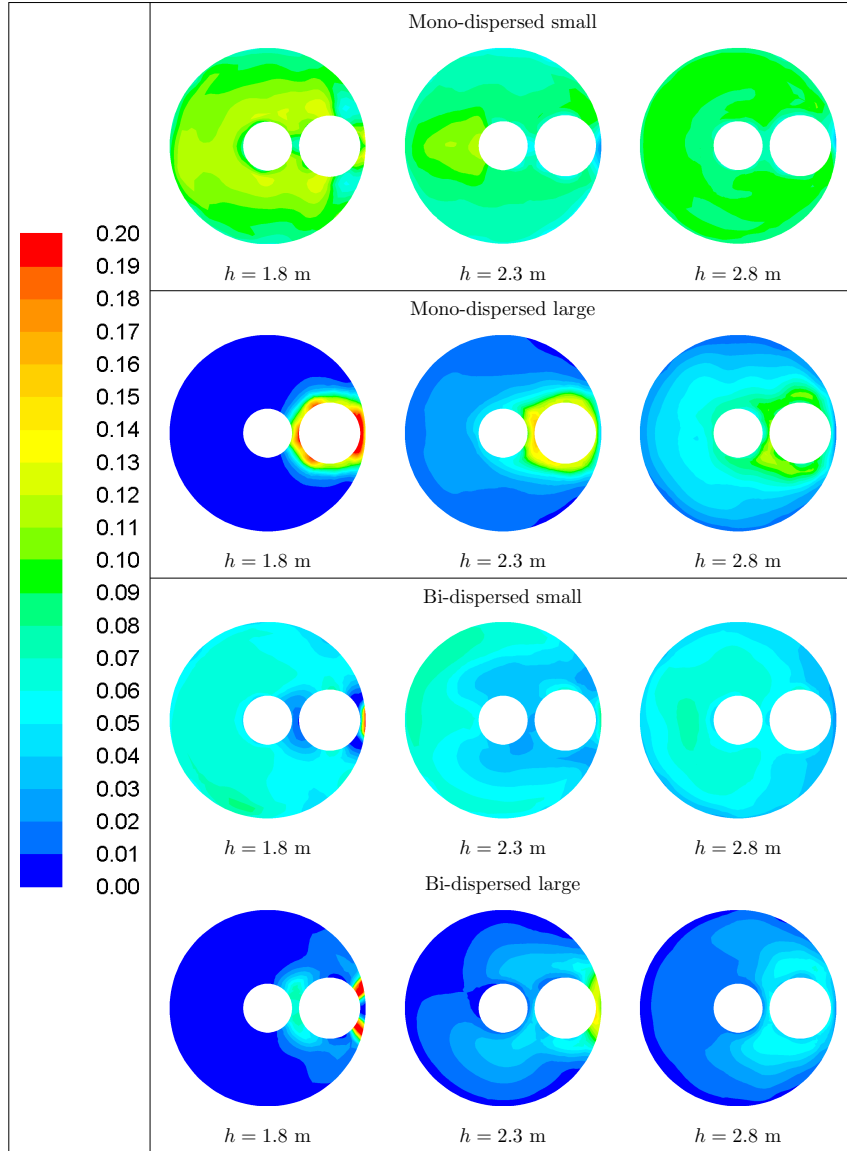 Mono-dispersed small
h = 1.8 m
h = 2.3 m
h = 2.8 m
Mono-dispersed large
h = 1.8 m
h = 2.3 m
h = 2.8 m
Bi-dispersed small
h = 1.8 m
h = 2.3 m
h = 2.8 m
Bi-dispersed large
h = 1.8 m
h = 2.3 m
h = 2.8 m
0.20
0.19
0.18
0.17
0.16
0.15
0.14
0.13
0.12
0.11
0.10
0.09
0.08
0.07
0.06
0.05
0.04
0.03
0.02
0.01
0.00